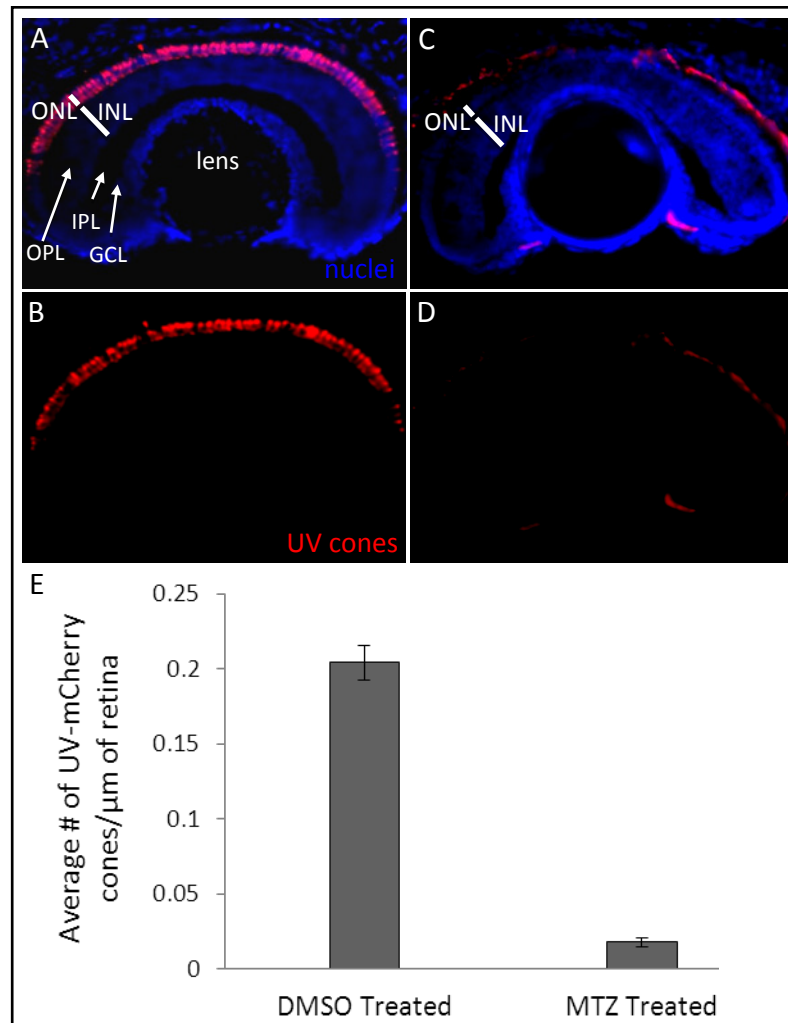 A
ONL
INL
lens
IPL
OPL
GCL
nuclei
C
ONL
INL
B
UV cones
D
E
Average # of UV-mCherry
cones/µm of retina
0.25
0.2
0.15
0.1
0.05
0
DMSO Treated
MTZ Treated